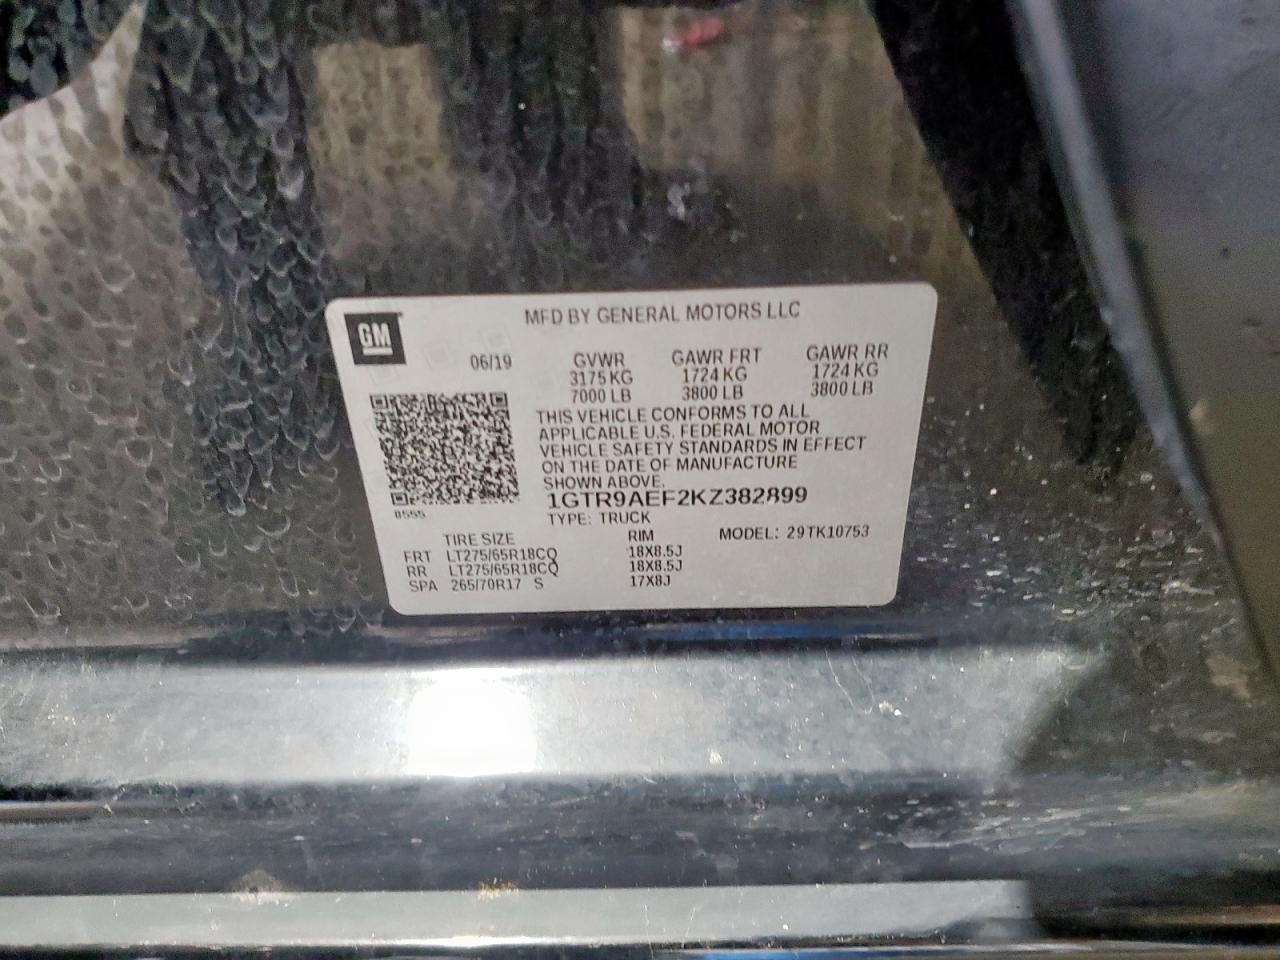 GM
MFD BY GENERAL MOTORS LLC
06/19
GVWR GAWR FRT GAWR RR
3175 KG 1724 KG 1724 KG
7000 LB 3800 LB 3800 LB
THIS VEHICLE CONFORMS TO ALL
APPLICABLE U.S. FEDERAL MOTOR
VEHICLE SAFETY STANDARDS IN EFFECT
ON THE DATE OF MANUFACTURE
SHOWN ABOVE.
8555
1GTR9AEF2KZ382899
TYPE: TRUCK
TIRE SIZE RIM MODEL: 29TK10753
FRT LT275/65R18CQ 18X8.5J
RR LT275/65R18CQ 18X8.5J
SPA 265/70R17 S 17X8J